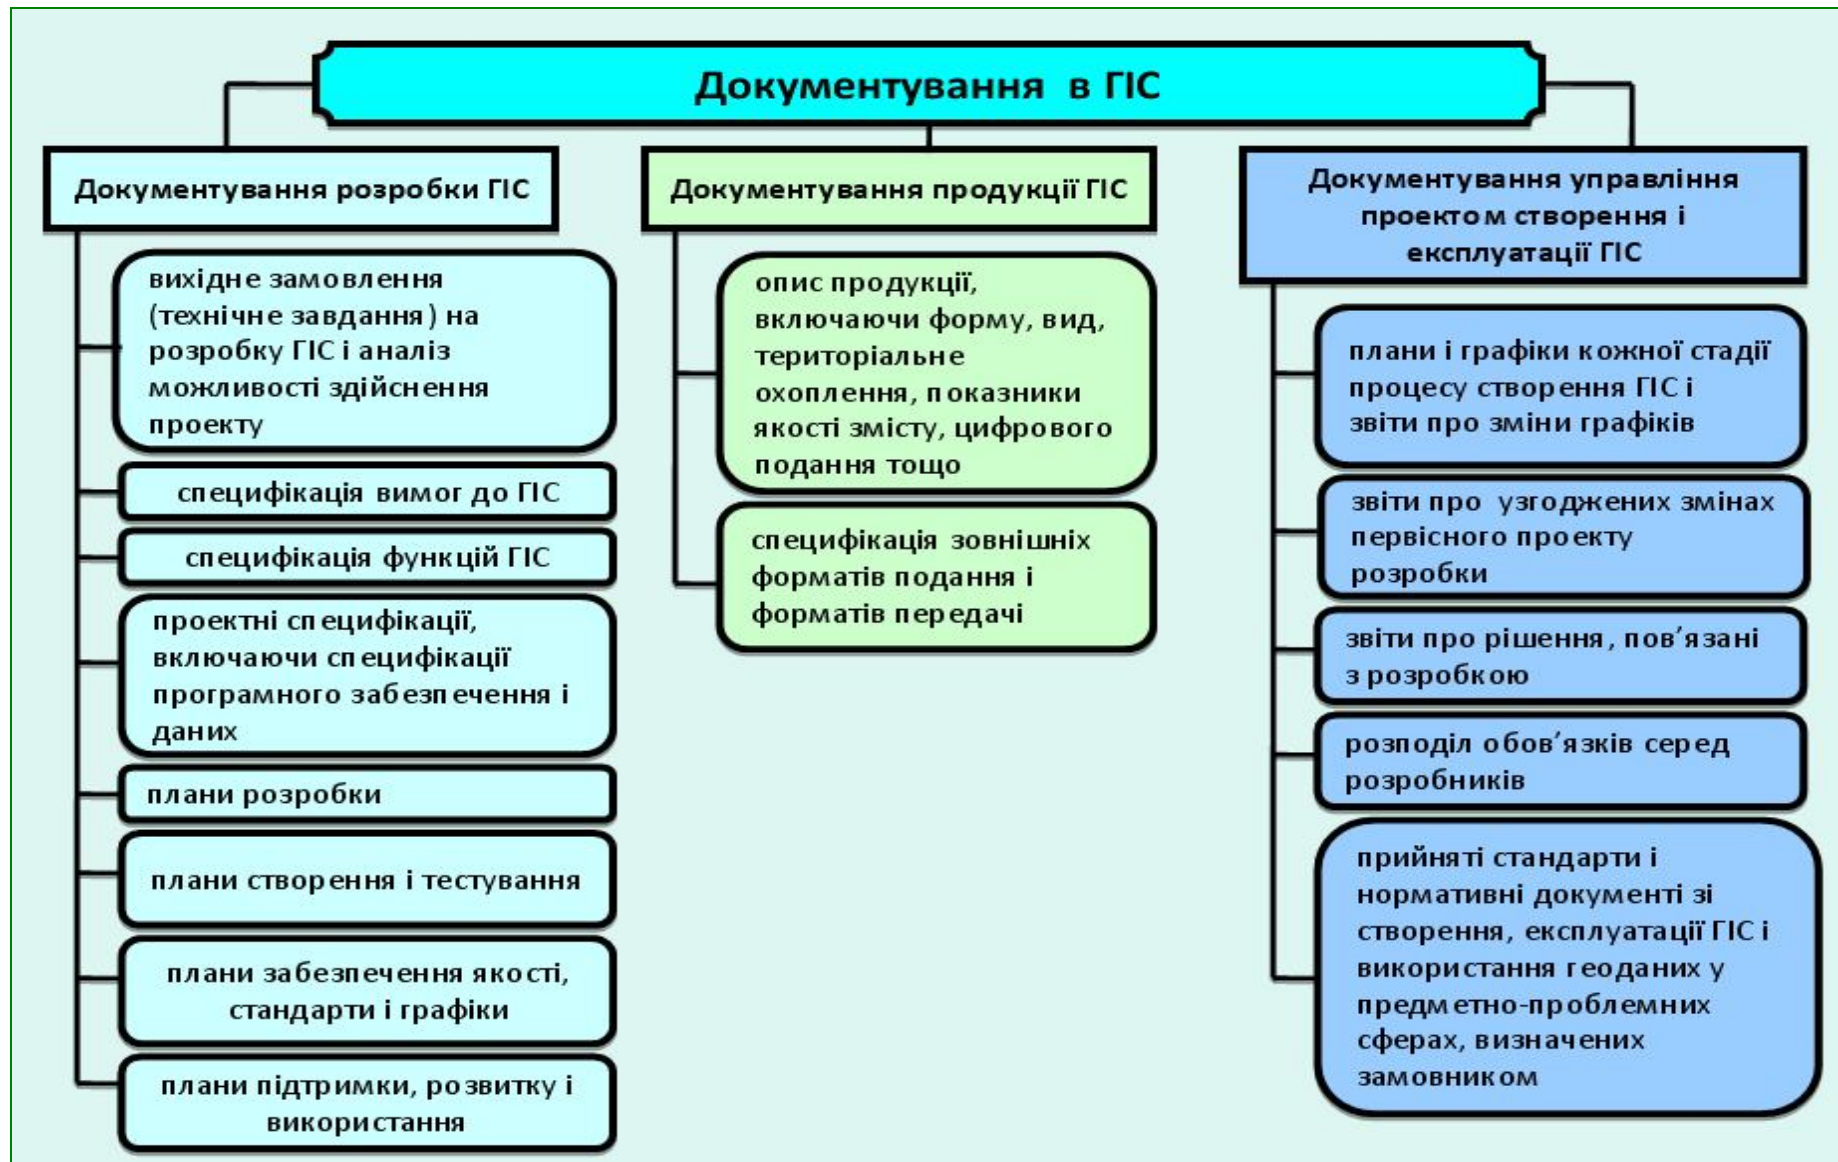 Документування в ГІС
Документування розробки ГІС
вихідне замовлення
(технічне завдання) на
розробку ГІС і аналіз
можливості здійснення
проекту
специфікація вимог до ГІС
специфікація функцій ГІС
проектні специфікації,
включаючи специфікації
програмного забезпечення і
даних
плани розробки
плани створення і тестування
плани забезпечення якості,
стандарти і графіки
плани підтримки, розвитку і
використання
Документування продукції ГІС
опис продукції,
включаючи форму, вид,
територіальне
охоплення, показники
якості змісту, цифрового
подання тощо
специфікація зовнішніх
форматів подання і
форматів передачі
Документування управління
проектом створення і
експлуатації ГІС
плани і графіки кожної стадії
процесу створення ГІС і
звіти про зміни графіків
звіти про узгоджених змінах
первісного проекту
розробки
звіти про рішення, пов’язані
з розробкою
розподіл обов’язків серед
розробників
прийняті стандарти і
нормативні документі зі
створення, експлуатації ГІС і
використання геоданих у
предметно-проблемних
сферах, визначених
замовником